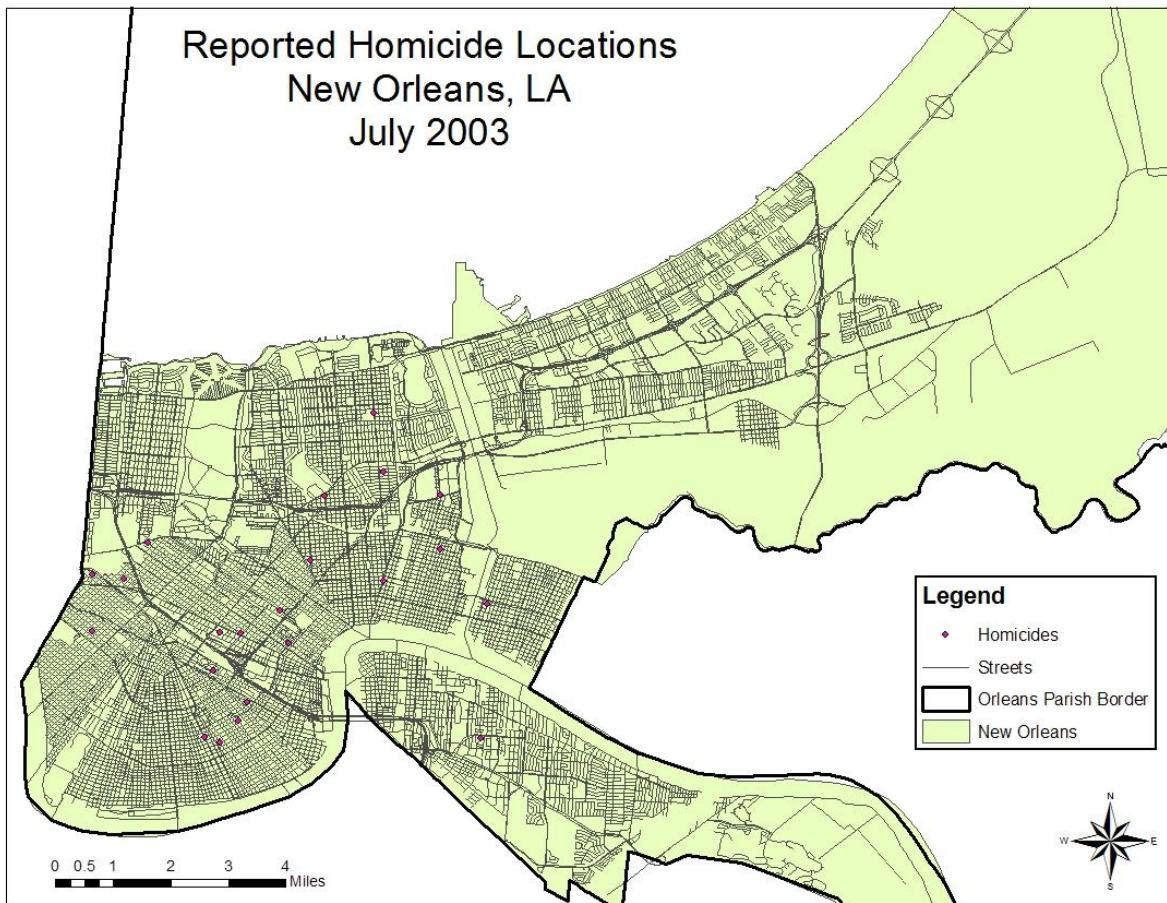 Reported Homicide Locations
New Orleans, LA
July 2003
Legend
Homicides
Streets
Orleans Parish Border
New Orleans
N
W E
S
0 0.5 1 2 3 4
Miles